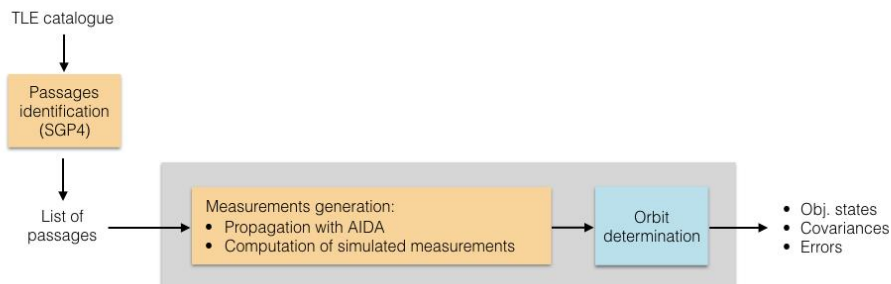 TLE catalogue
Passages
identification
(SGP4)
List of
passages
Measurements generation:
• Propagation with AIDA
• Computation of simulated measurements
Orbit
determination
• Obj. states
• Covariances
• Errors